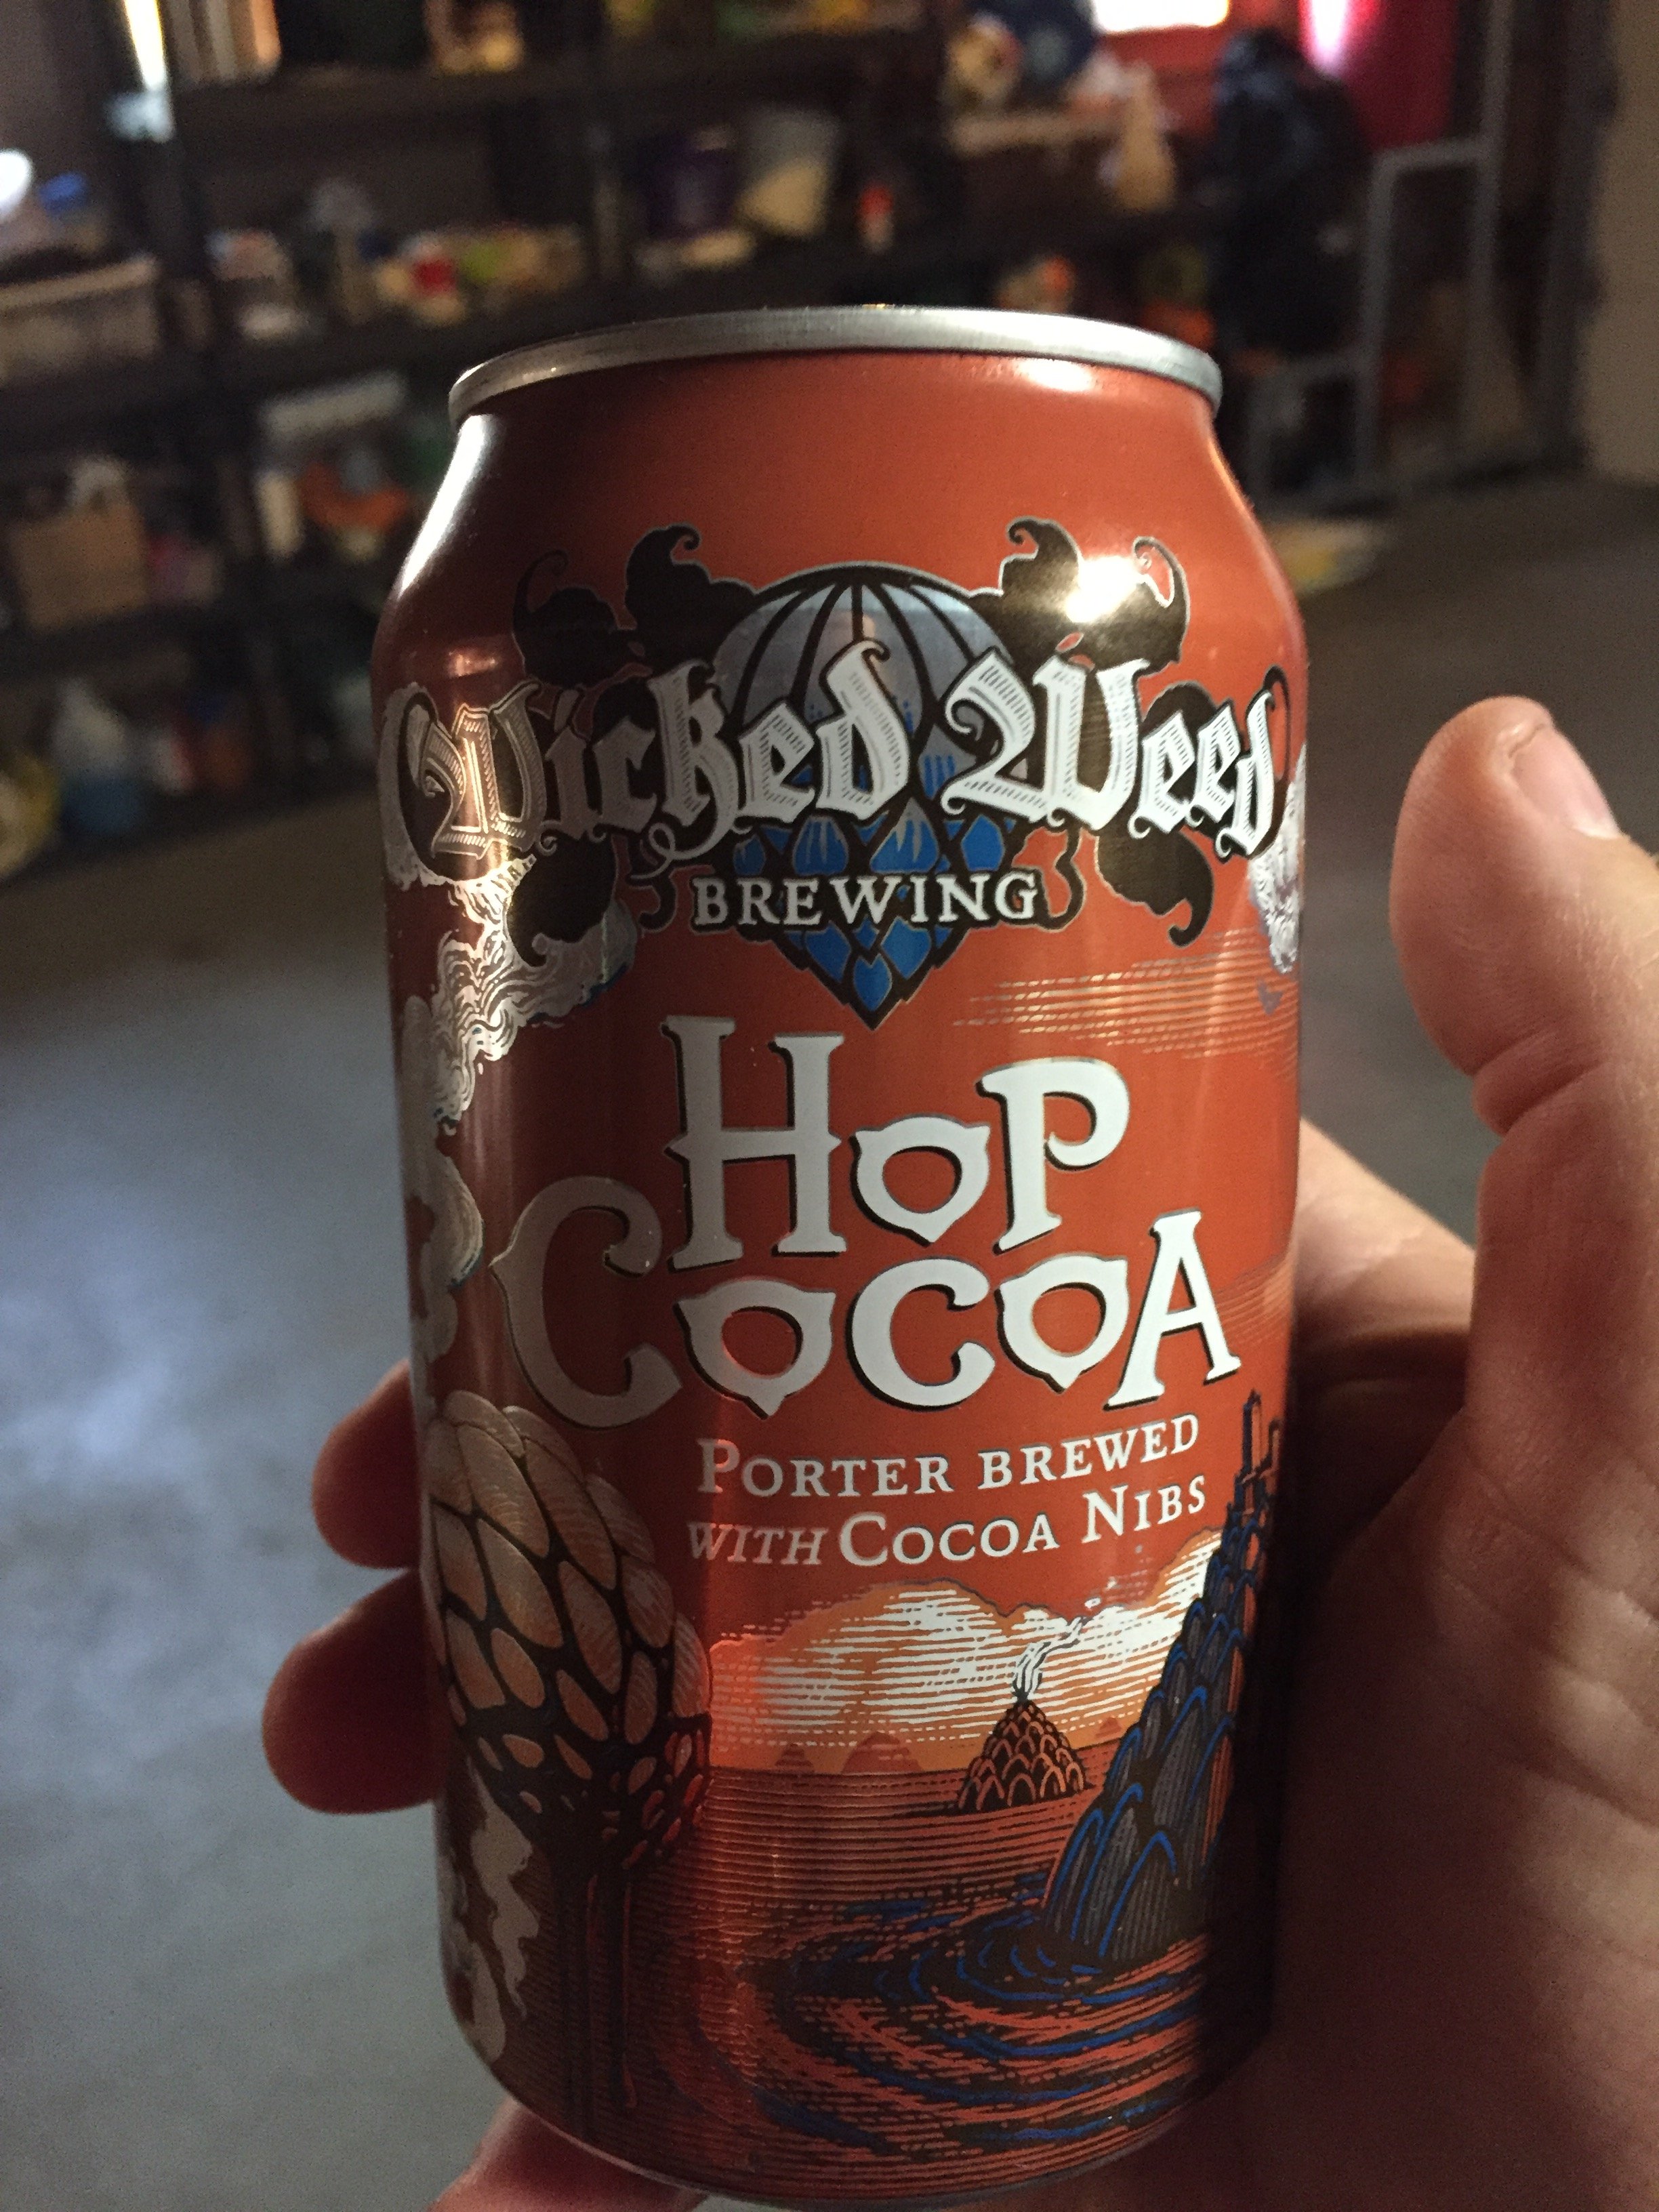 Wicked Weed
BREWING
HOP
COCOA
PORTER BREWED
WITH COCOA NIBS